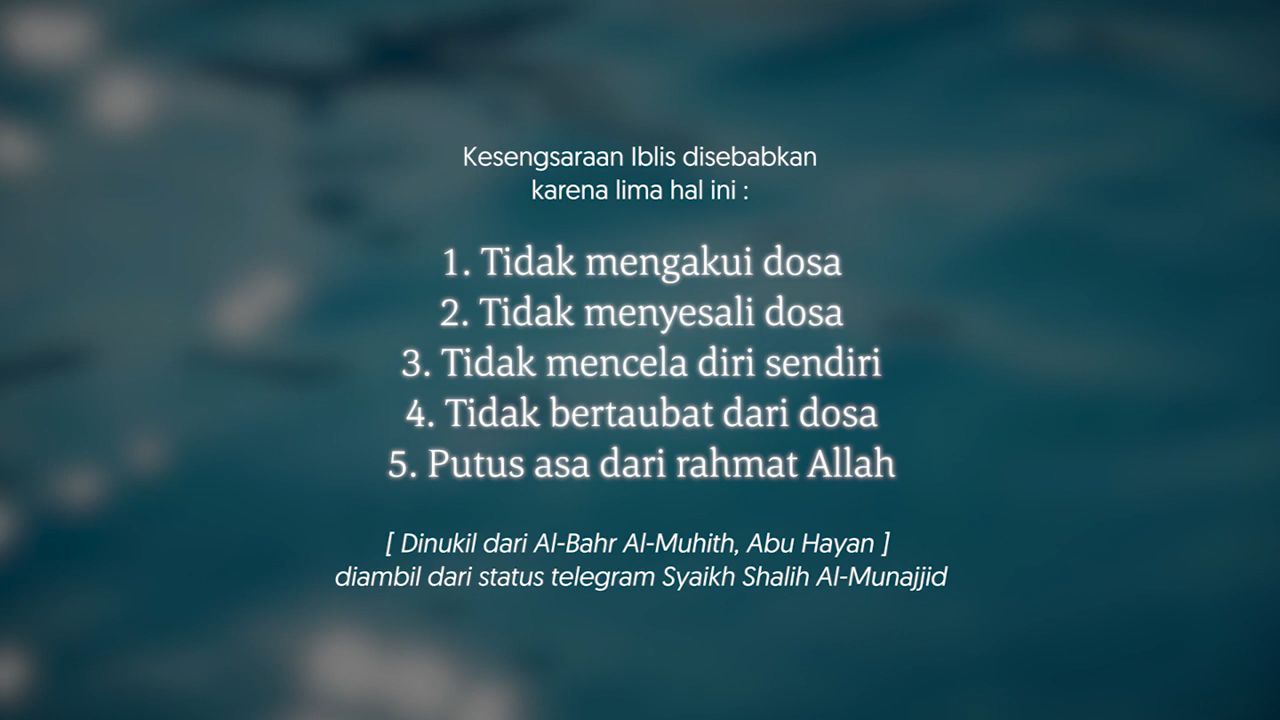 Kesengsaraan Iblis disebabkan
karena lima hal ini :
1. Tidak mengakui dosa
2. Tidak menyesali dosa
3. Tidak mencela diri sendiri
4. Tidak bertaubat dari dosa
5. Putus asa dari rahmat Allah
[ Dinukil dari Al-Bahr Al-Muhith, Abu Hayan ]
diambil dari status telegram Syaikh Shalih Al-Munajjid